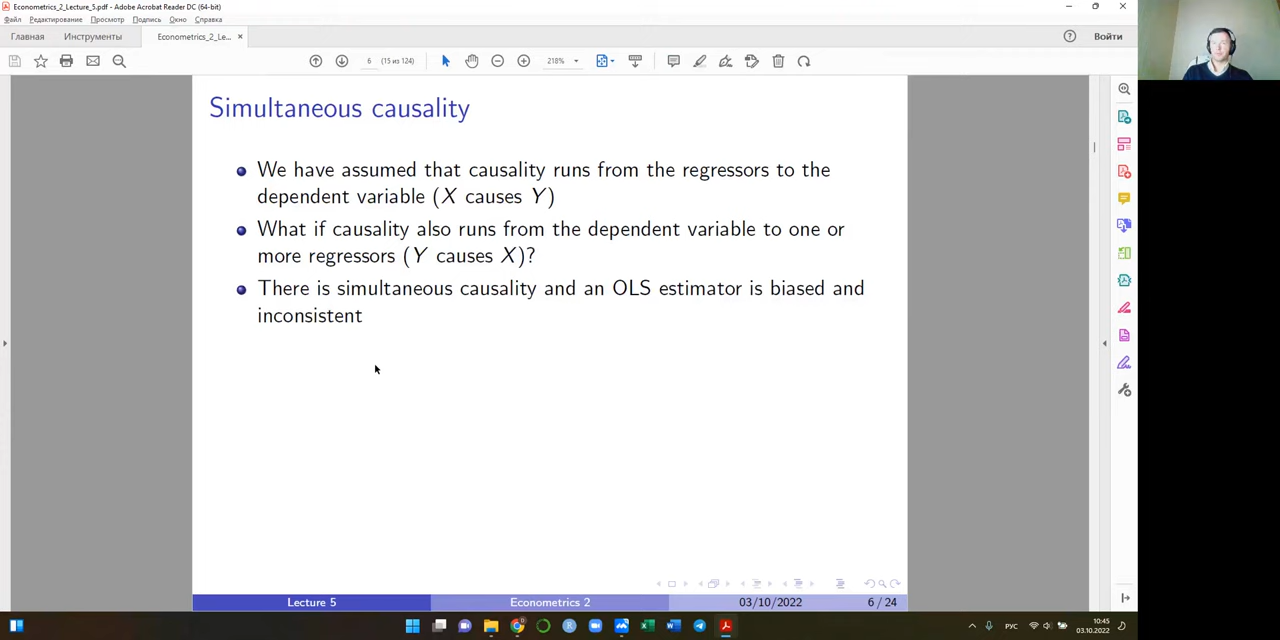 Econometrics_2_Lecture_5.pdf - Adobe Acrobat Reader DC (64-bit)
Файл Редактирование Просмотр Подпись Окно Справка
Главная Инструменты Econometrics_2_Le... × Войти
6 (15 из 124) 218%
Simultaneous causality
We have assumed that causality runs from the regressors to the
dependent variable (X causes Y)
What if causality also runs from the dependent variable to one or
more regressors (Y causes X)?
There is simultaneous causality and an OLS estimator is biased and
inconsistent
Lecture 5 Econometrics 2 03/10/2022 6 / 24
РУС 10:45
03.10.2022